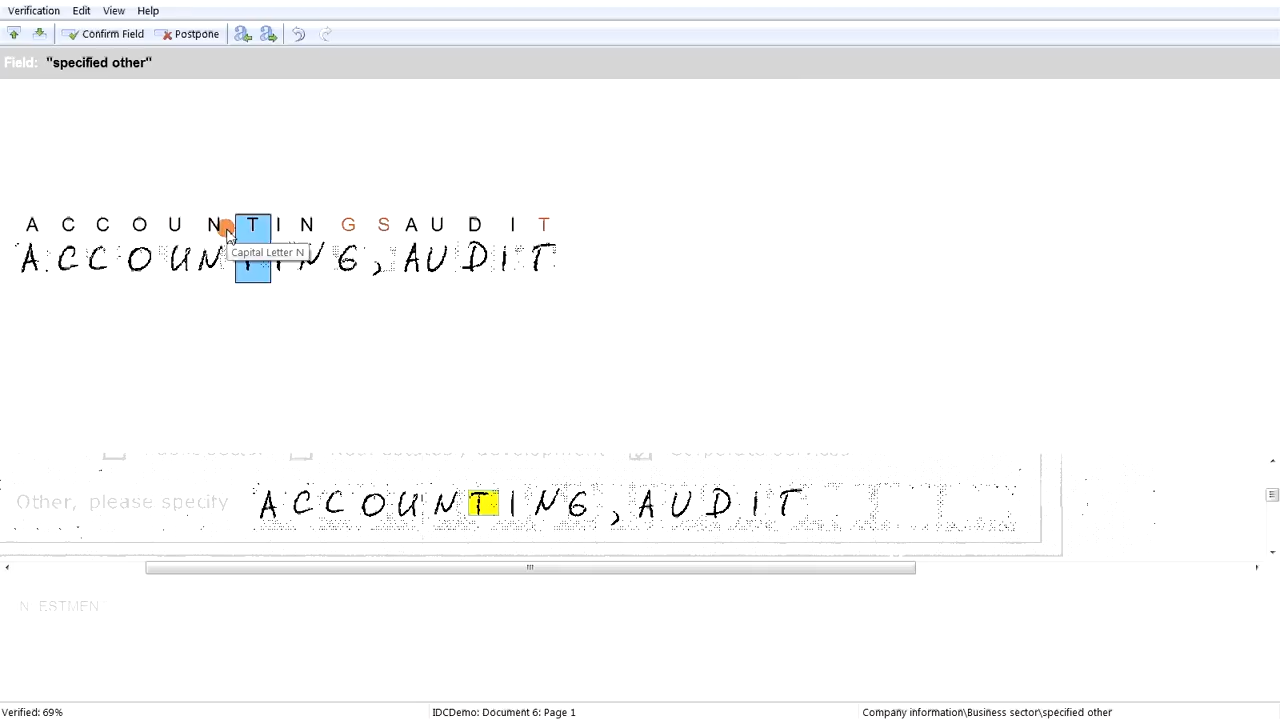 Verification Edit View Help
Confirm Field Postpone
Field: "specified other"
A C C O U N T I N G S A U D I T
Capital Letter N
ACCOUNTING, AUDIT
Other, please specify ACCOUNTING, AUDIT
N ESTMEN
Verified: 69% IDCDemo: Document 6: Page 1 Company information\Business sector\specified other